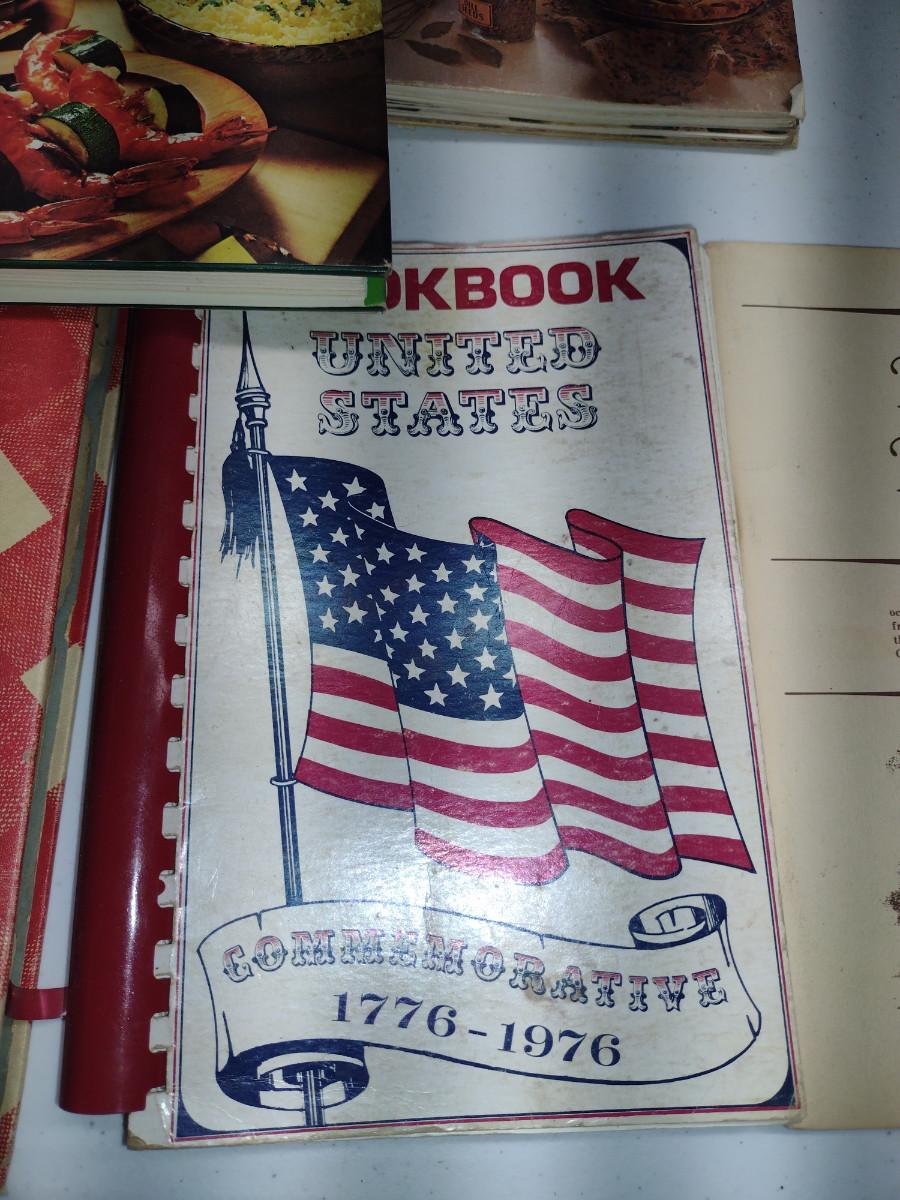 OKBOOK
UNITED
STATES
COMMEMORATIVE
1776-1976